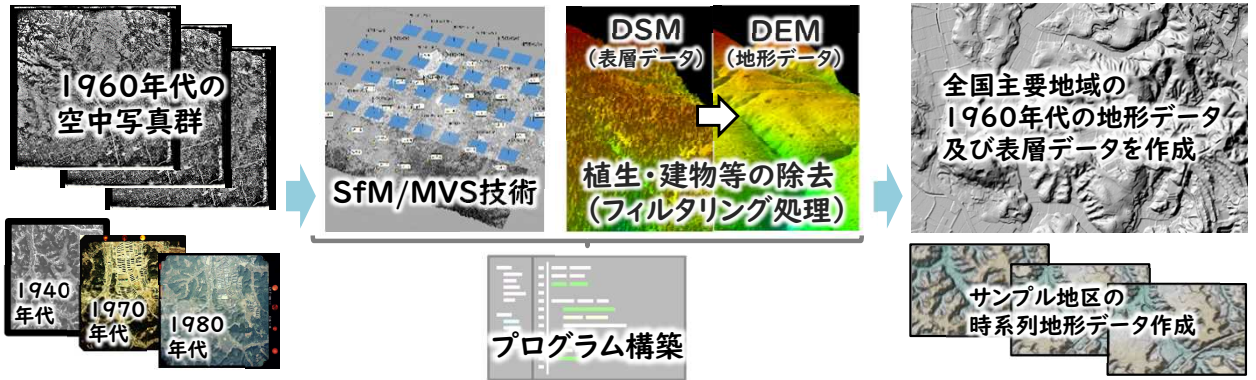 1960年代の
空中写真群
1940
年代
1970
年代
1980
年代
SfM/MVS技術
DSM
(表層データ)
DEM
(地形データ)
植生・建物等の除去
(フィルタリング処理)
プログラム構築
全国主要地域の
1960年代の地形データ
及び表層データを作成
サンプル地区の
時系列地形データ作成